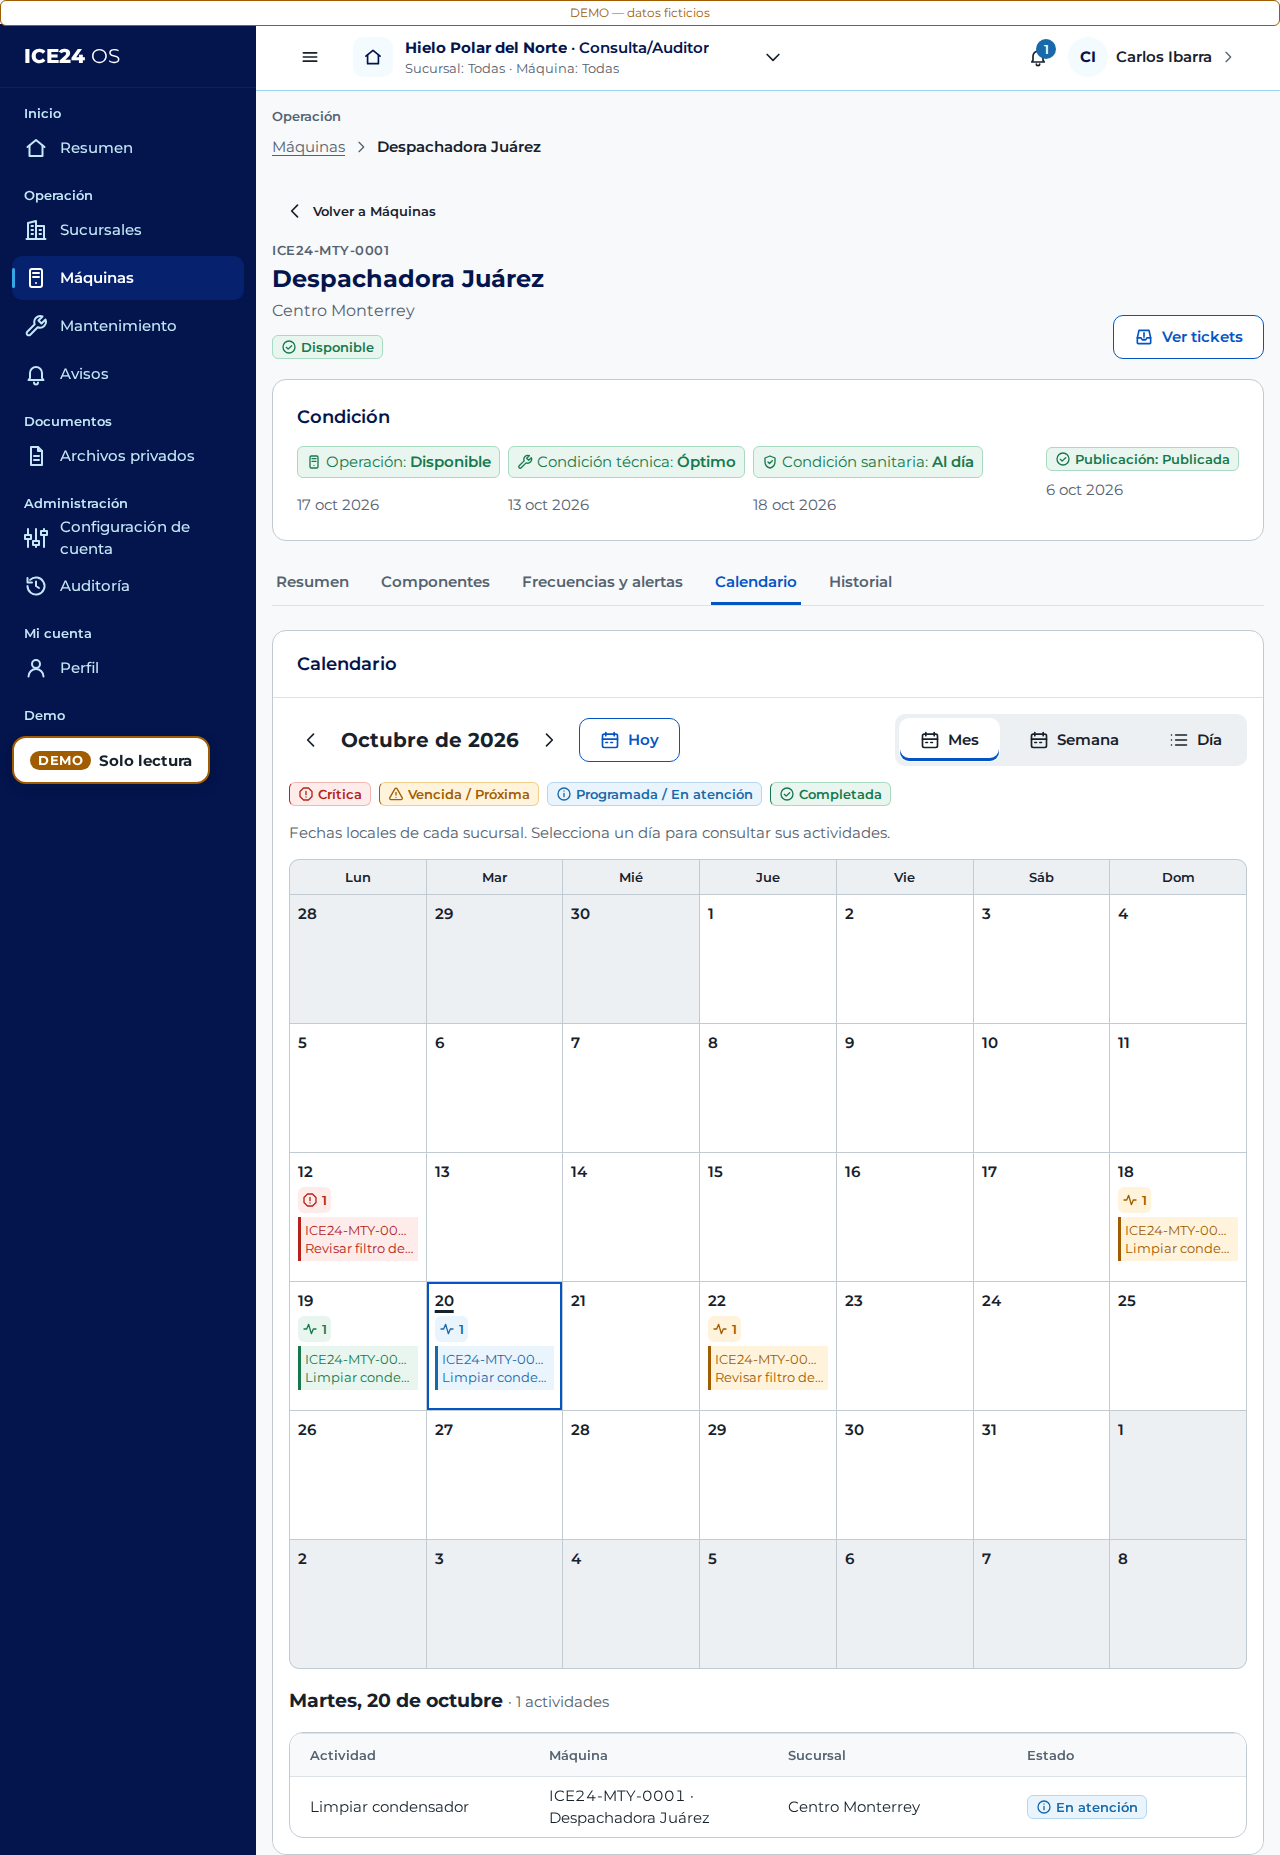 DEMO — datos ficticios
ICE24 OS
Inicio
Resumen
Operación
Sucursales
Máquinas
Mantenimiento
Avisos
Documentos
Archivos privados
Administración
Configuración de
cuenta
Auditoría
Mi cuenta
Perfil
Demo
DEMO Solo lectura
Hielo Polar del Norte · Consulta/Auditor
Sucursal: Todas · Máquina: Todas
1
CI Carlos Ibarra
Operación
Máquinas Despachadora Juárez
Volver a Máquinas
ICE24-MTY-0001
Despachadora Juárez
Centro Monterrey
Disponible
Ver tickets
Condición
Operación: Disponible Condición técnica: Óptimo Condición sanitaria: Al día Publicación: Publicada
17 oct 2026 13 oct 2026 18 oct 2026 6 oct 2026
Resumen Componentes Frecuencias y alertas Calendario Historial
Calendario
Octubre de 2026 Hoy Mes Semana Día
Crítica Vencida / Próxima Programada / En atención Completada
Fechas locales de cada sucursal. Selecciona un día para consultar sus actividades.
Lun Mar Mié Jue Vie Sáb Dom
28 29 30 1 2 3 4
5 6 7 8 9 10 11
12 13 14 15 16 17 18
1 1
ICE24-MTY-00... ICE24-MTY-00...
Revisar filtro de... Limpiar conde...
19 20 21 22 23 24 25
1 1 1
ICE24-MTY-00... ICE24-MTY-00... ICE24-MTY-00...
Limpiar conde... Limpiar conde... Revisar filtro de...
26 27 28 29 30 31 1
2 3 4 5 6 7 8
Martes, 20 de octubre · 1 actividades
Actividad Máquina Sucursal Estado
Limpiar condensador ICE24-MTY-0001 · Centro Monterrey En atención
Despachadora Juárez